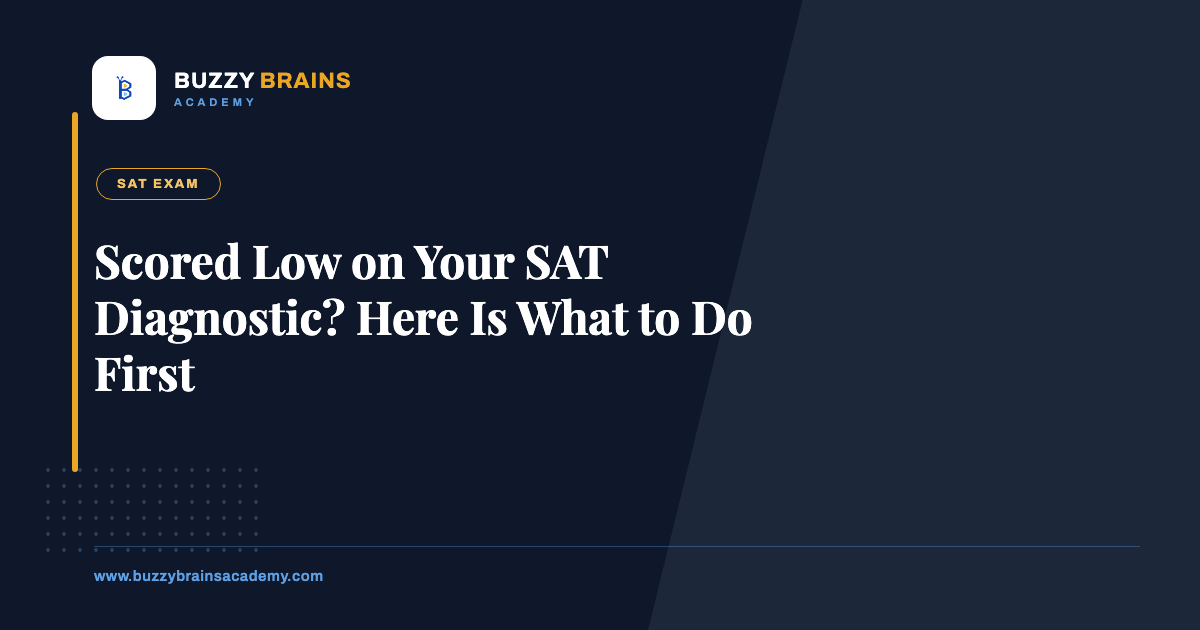 BUZZY BRAINS
ACADEMY
SAT EXAM
Scored Low on Your SAT
Diagnostic? Here Is What to Do
First
www.buzzybrainsacademy.com